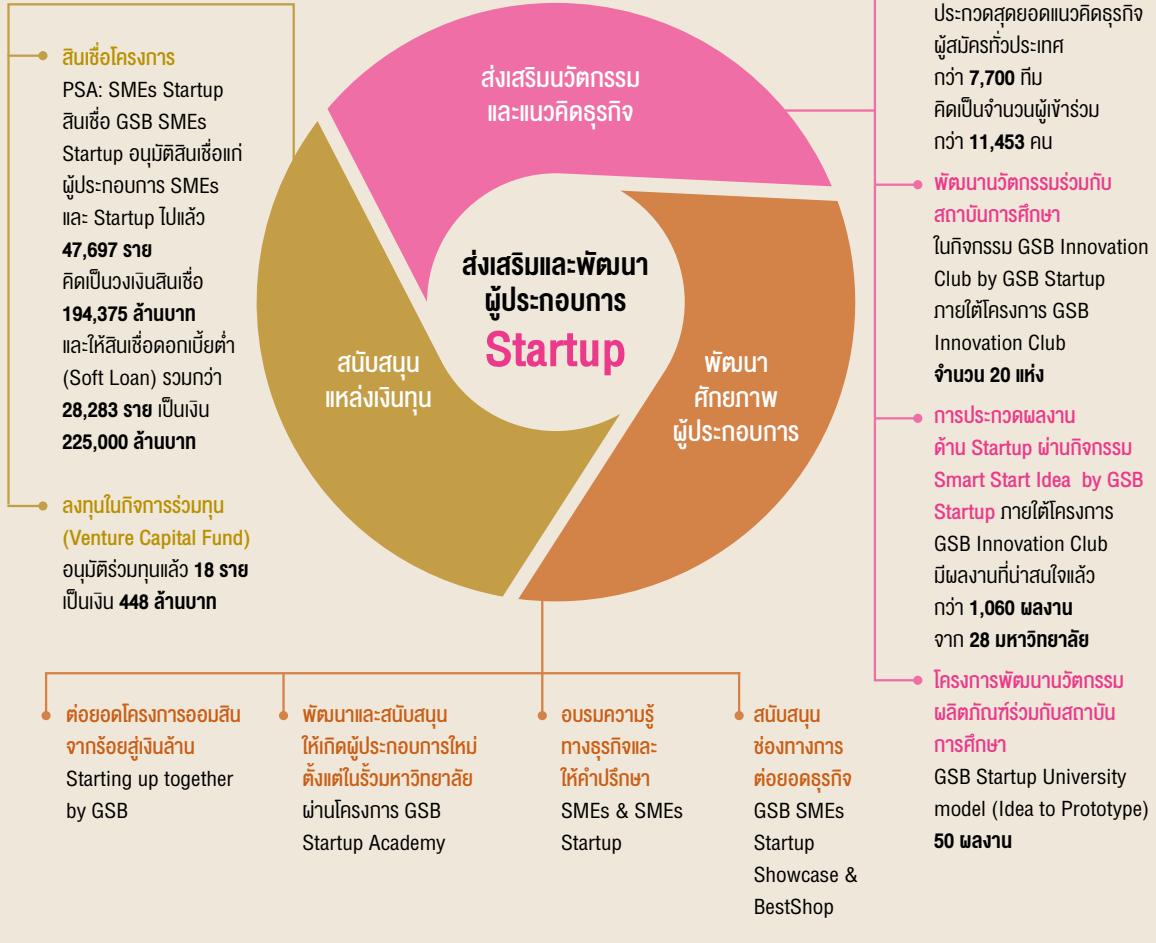 สินเชื่อโครงการ
PSA: SMEs Startup
สินเชื่อ GSB SMEs
Startup อนุมัติสินเชื่อแก่
ผู้ประกอบการ SMEs
และ Startup ไปแล้ว
47,697 ราย
คิดเป็นวงเงินสินเชื่อ
194,375 ล้านบาท
และให้สินเชื่อดอกเบี้ยต่ำ
(Soft Loan) รวมกว่า
28,283 ราย เป็นเงิน
225,000 ล้านบาท
ลงทุนในกิจการร่วมทุน
(Venture Capital Fund)
อนุมัติร่วมทุนแล้ว 18 ราย
เป็นเงิน 448 ล้านบาท
ส่งเสริมนวัตกรรม
และแนวคิดธุรกิจ
ส่งเสริมและพัฒนา
ผู้ประกอบการ
Startup
สนับสนุน
แหล่งเงินทุน
พัฒนา
ศักยภาพ
ผู้ประกอบการ
ประกวดสุดยอดแนวคิดธุรกิจ
ผู้สมัครทั่วประเทศ
กว่า 7,700 ทีม
คิดเป็นจำนวนผู้เข้าร่วม
กว่า 11,453 คน
พัฒนานวัตกรรมร่วมกับ
สถาบันการศึกษา
ในกิจกรรม GSB Innovation
Club by GSB Startup
ภายใต้โครงการ GSB
Innovation Club
จำนวน 20 แห่ง
การประกวดผลงาน
ด้าน Startup ผ่านกิจกรรม
Smart Start Idea by GSB
Startup ภายใต้โครงการ
GSB Innovation Club
มีผลงานที่น่าสนใจแล้ว
กว่า 1,060 ผลงาน
จาก 28 มหาวิทยาลัย
โครงการพัฒนานวัตกรรม
ผลิตภัณฑ์ร่วมกับสถาบัน
การศึกษา
GSB Startup University
model (Idea to Prototype)
50 ผลงาน
ต่อยอดโครงการออมสิน
จากร้อยสู่เงินล้าน
Starting up together
by GSB
พัฒนาและสนับสนุน
ให้เกิดผู้ประกอบการใหม่
ตั้งแต่ในรั้วมหาวิทยาลัย
ผ่านโครงการ GSB
Startup Academy
อบรมความรู้
ทางธุรกิจและ
ให้คำปรึกษา
SMEs & SMEs
Startup
สนับสนุน
ช่องทางการ
ต่อยอดธุรกิจ
GSB SMEs
Startup
Showcase &
BestShop